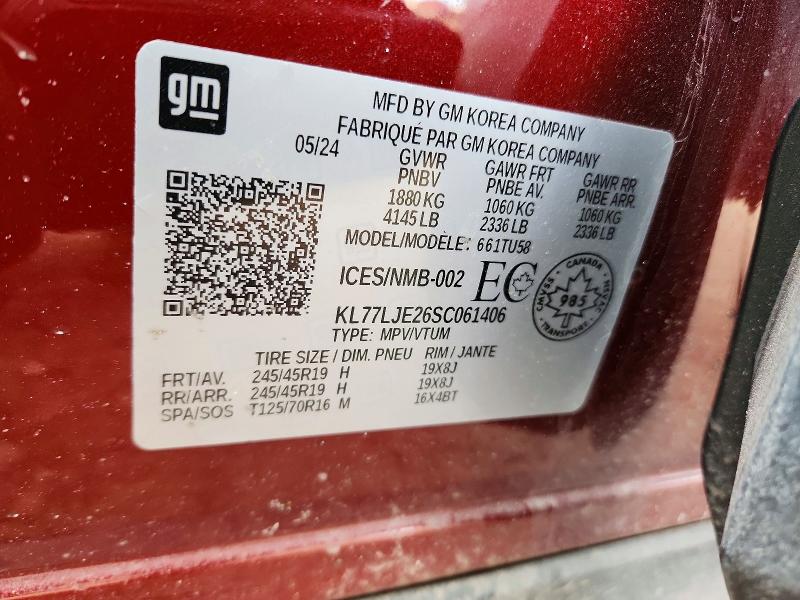 gm
MFD BY GM KOREA COMPANY
FABRIQUÉ PAR GM KOREA COMPANY
05/24
GVWR GAWR FRT GAWR RR
PNBV PNBE AV. PNBE ARR.
1880 KG 1060 KG 1060 KG
4145 LB 2336 LB 2336 LB
MODEL/MODÈLE: 661TU58
ICES/NMB-002 EC
CANADA
CMVSS 985 NSVAC
TRANSPORT
KL77LJE26SC061406
TYPE: MPV/VTUM
TIRE SIZE / DIM. PNEU RIM / JANTE
FRT/AV. 245/45R19 H 19X8J
RR/ARR. 245/45R19 H 19X8J
SPA/SOS T125/70R16 M 16X4BT